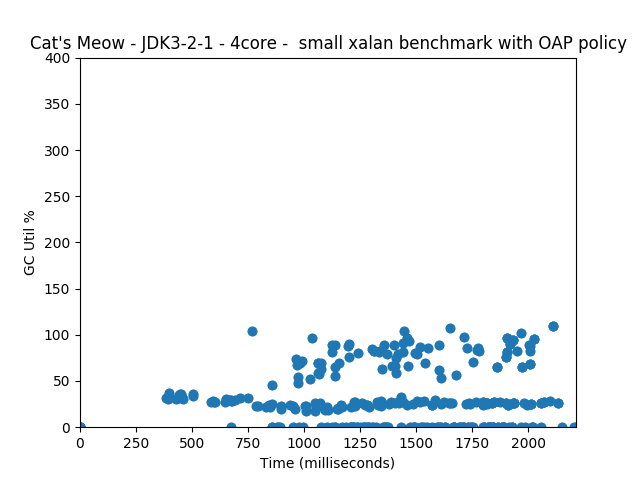 Cat's Meow - JDK3-2-1 - 4core -  small xalan benchmark with OAP policy
400
350
300
250
200
150
100
50
0
GC Util %
0 250 500 750 1000 1250 1500 1750 2000
Time (milliseconds)